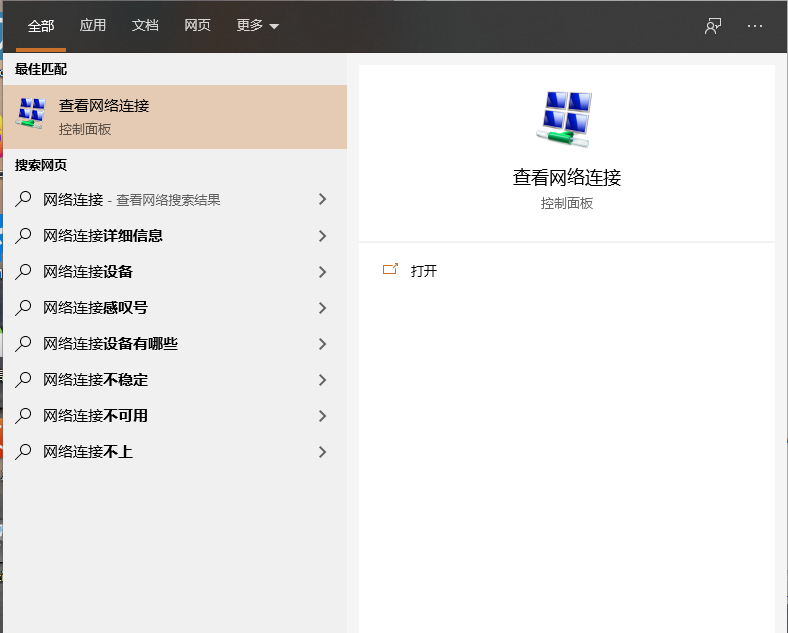 全部 应用 文档 网页 更多
最佳匹配
查看网络连接
控制面板
搜索网页
网络连接 - 查看网络搜索结果
网络连接详细信息
网络连接设备
网络连接感叹号
网络连接设备有哪些
网络连接不稳定
网络连接不可用
网络连接不上
查看网络连接
控制面板
打开